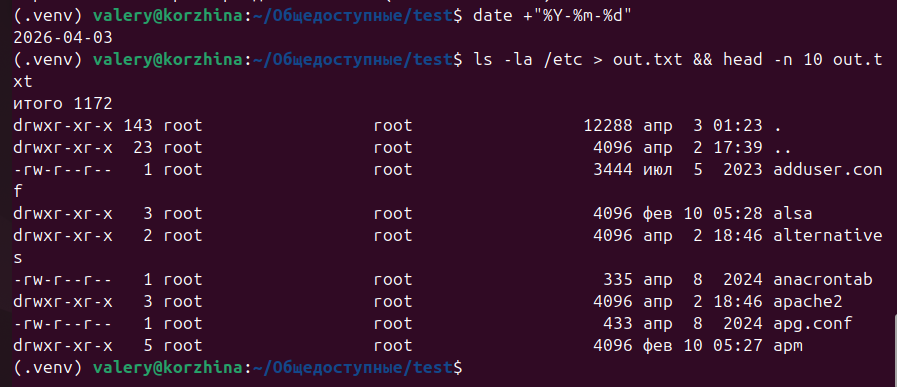 (.venv) valery@korzhina:~/Общедоступные/test$ date +"%Y-%m-%d"
2026-04-03
(.venv) valery@korzhina:~/Общедоступные/test$ ls -la /etc > out.txt && head -n 10 out.t
xt
итого 1172
drwxr-xr-x 143 root                 root                 12288 апр  3 01:23 .
drwxr-xr-x  23 root                 root                  4096 апр  2 17:39 ..
-rw-r--r--   1 root                 root                  3444 июл  5  2023 adduser.con
f
drwxr-xr-x   3 root                 root                  4096 фев 10 05:28 alsa
drwxr-xr-x   2 root                 root                  4096 апр  2 18:46 alternative
s
-rw-r--r--   1 root                 root                   335 апр  8  2024 anacrontab
drwxr-xr-x   3 root                 root                  4096 апр  2 18:46 apache2
-rw-r--r--   1 root                 root                   433 апр  8  2024 apg.conf
drwxr-xr-x   5 root                 root                  4096 фев 10 05:27 apm
(.venv) valery@korzhina:~/Общедоступные/test$